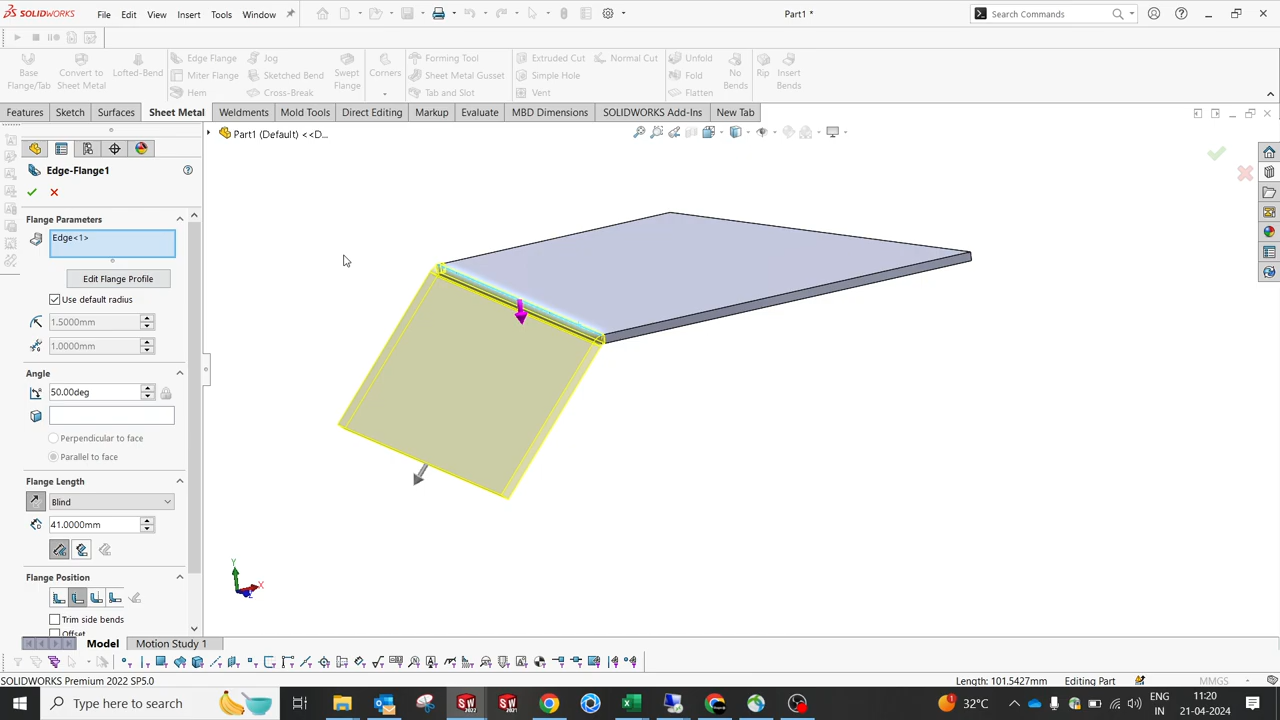 SOLIDWORKS File Edit View Insert Tools Window Part1 * Search Commands
Base Flange/Tab Convert to Sheet Metal Lofted-Bend Edge Flange Miter Flange Hem Jog Sketched Bend Cross-Break Swept Flange Corners Forming Tool Sheet Metal Gusset Tab and Slot Extruded Cut Simple Hole Vent Normal Cut Unfold Fold Flatten No Bends Rip Insert Bends
Features Sketch Surfaces Sheet Metal Weldments Mold Tools Direct Editing Markup Evaluate MBD Dimensions SOLIDWORKS Add-Ins New Tab
Part1 (Default) <<D...
Edge-Flange1
Flange Parameters
Edge<1>
Edit Flange Profile
Use default radius
1.5000mm
1.0000mm
Angle
50.00deg
Perpendicular to face
Parallel to face
Flange Length
Blind
41.0000mm
Flange Position
Trim side bends
Offset
Y
X
Model Motion Study 1
SOLIDWORKS Premium 2022 SP5.0 Length: 101.5427mm Editing Part MMGS
Type here to search SW 2022 SW 2021 32°C ENG IN 11:20 21-04-2024